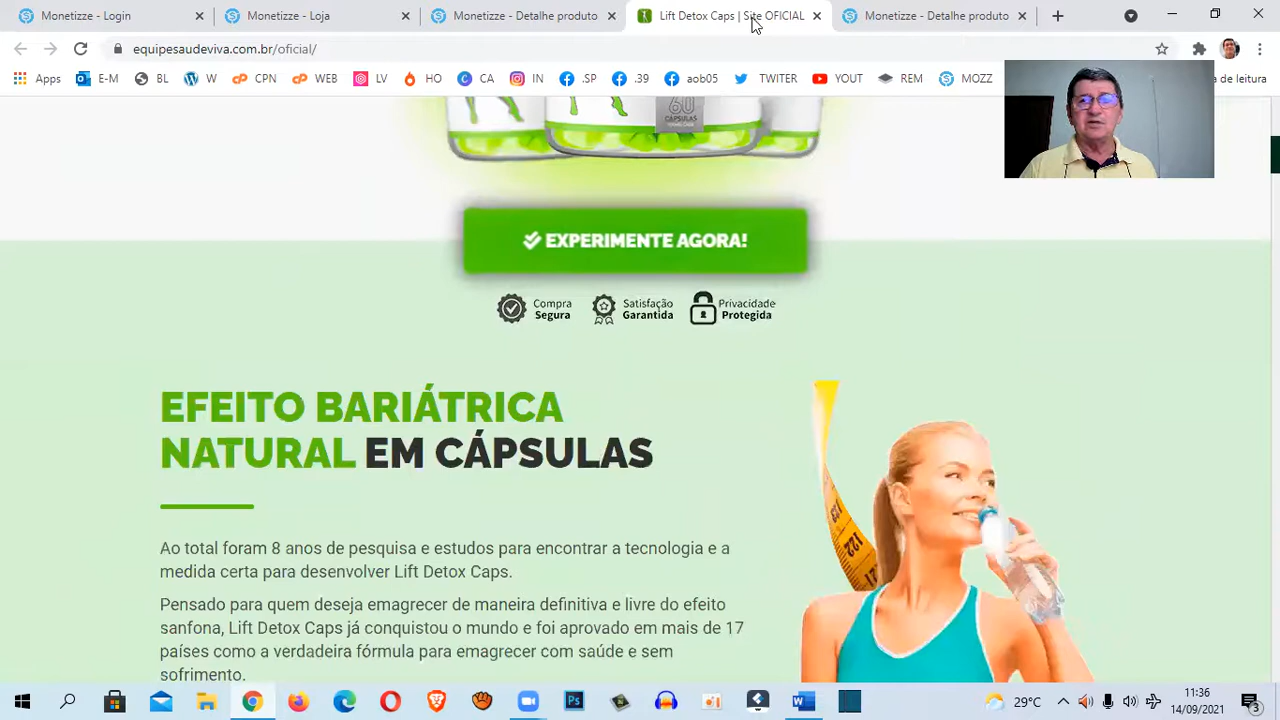 Monetizze - Login
Monetizze - Loja
Monetizze - Detalhe produto
Lift Detox Caps | Site OFICIAL
Monetizze - Detalhe produto
equipesaudeviva.com.br/oficial/
Apps
E-M
BL
W
CPN
WEB
LV
HO
CA
IN
.SP
.39
aob05
TWITER
YOUT
REM
MOZZ
a de leitura
60
CÁPSULAS
EXPERIMENTE AGORA!
Compra
Segura
Satisfação
Garantida
Privacidade
Protegida
EFEITO BARIÁTRICA
NATURAL EM CÁPSULAS
Ao total foram 8 anos de pesquisa e estudos para encontrar a tecnologia e a
medida certa para desenvolver Lift Detox Caps.
Pensado para quem deseja emagrecer de maneira definitiva e livre do efeito
sanfona, Lift Detox Caps já conquistou o mundo e foi aprovado em mais de 17
países como a verdadeira fórmula para emagrecer com saúde e sem
sofrimento.
29°C
11:36
14/09/2021
3